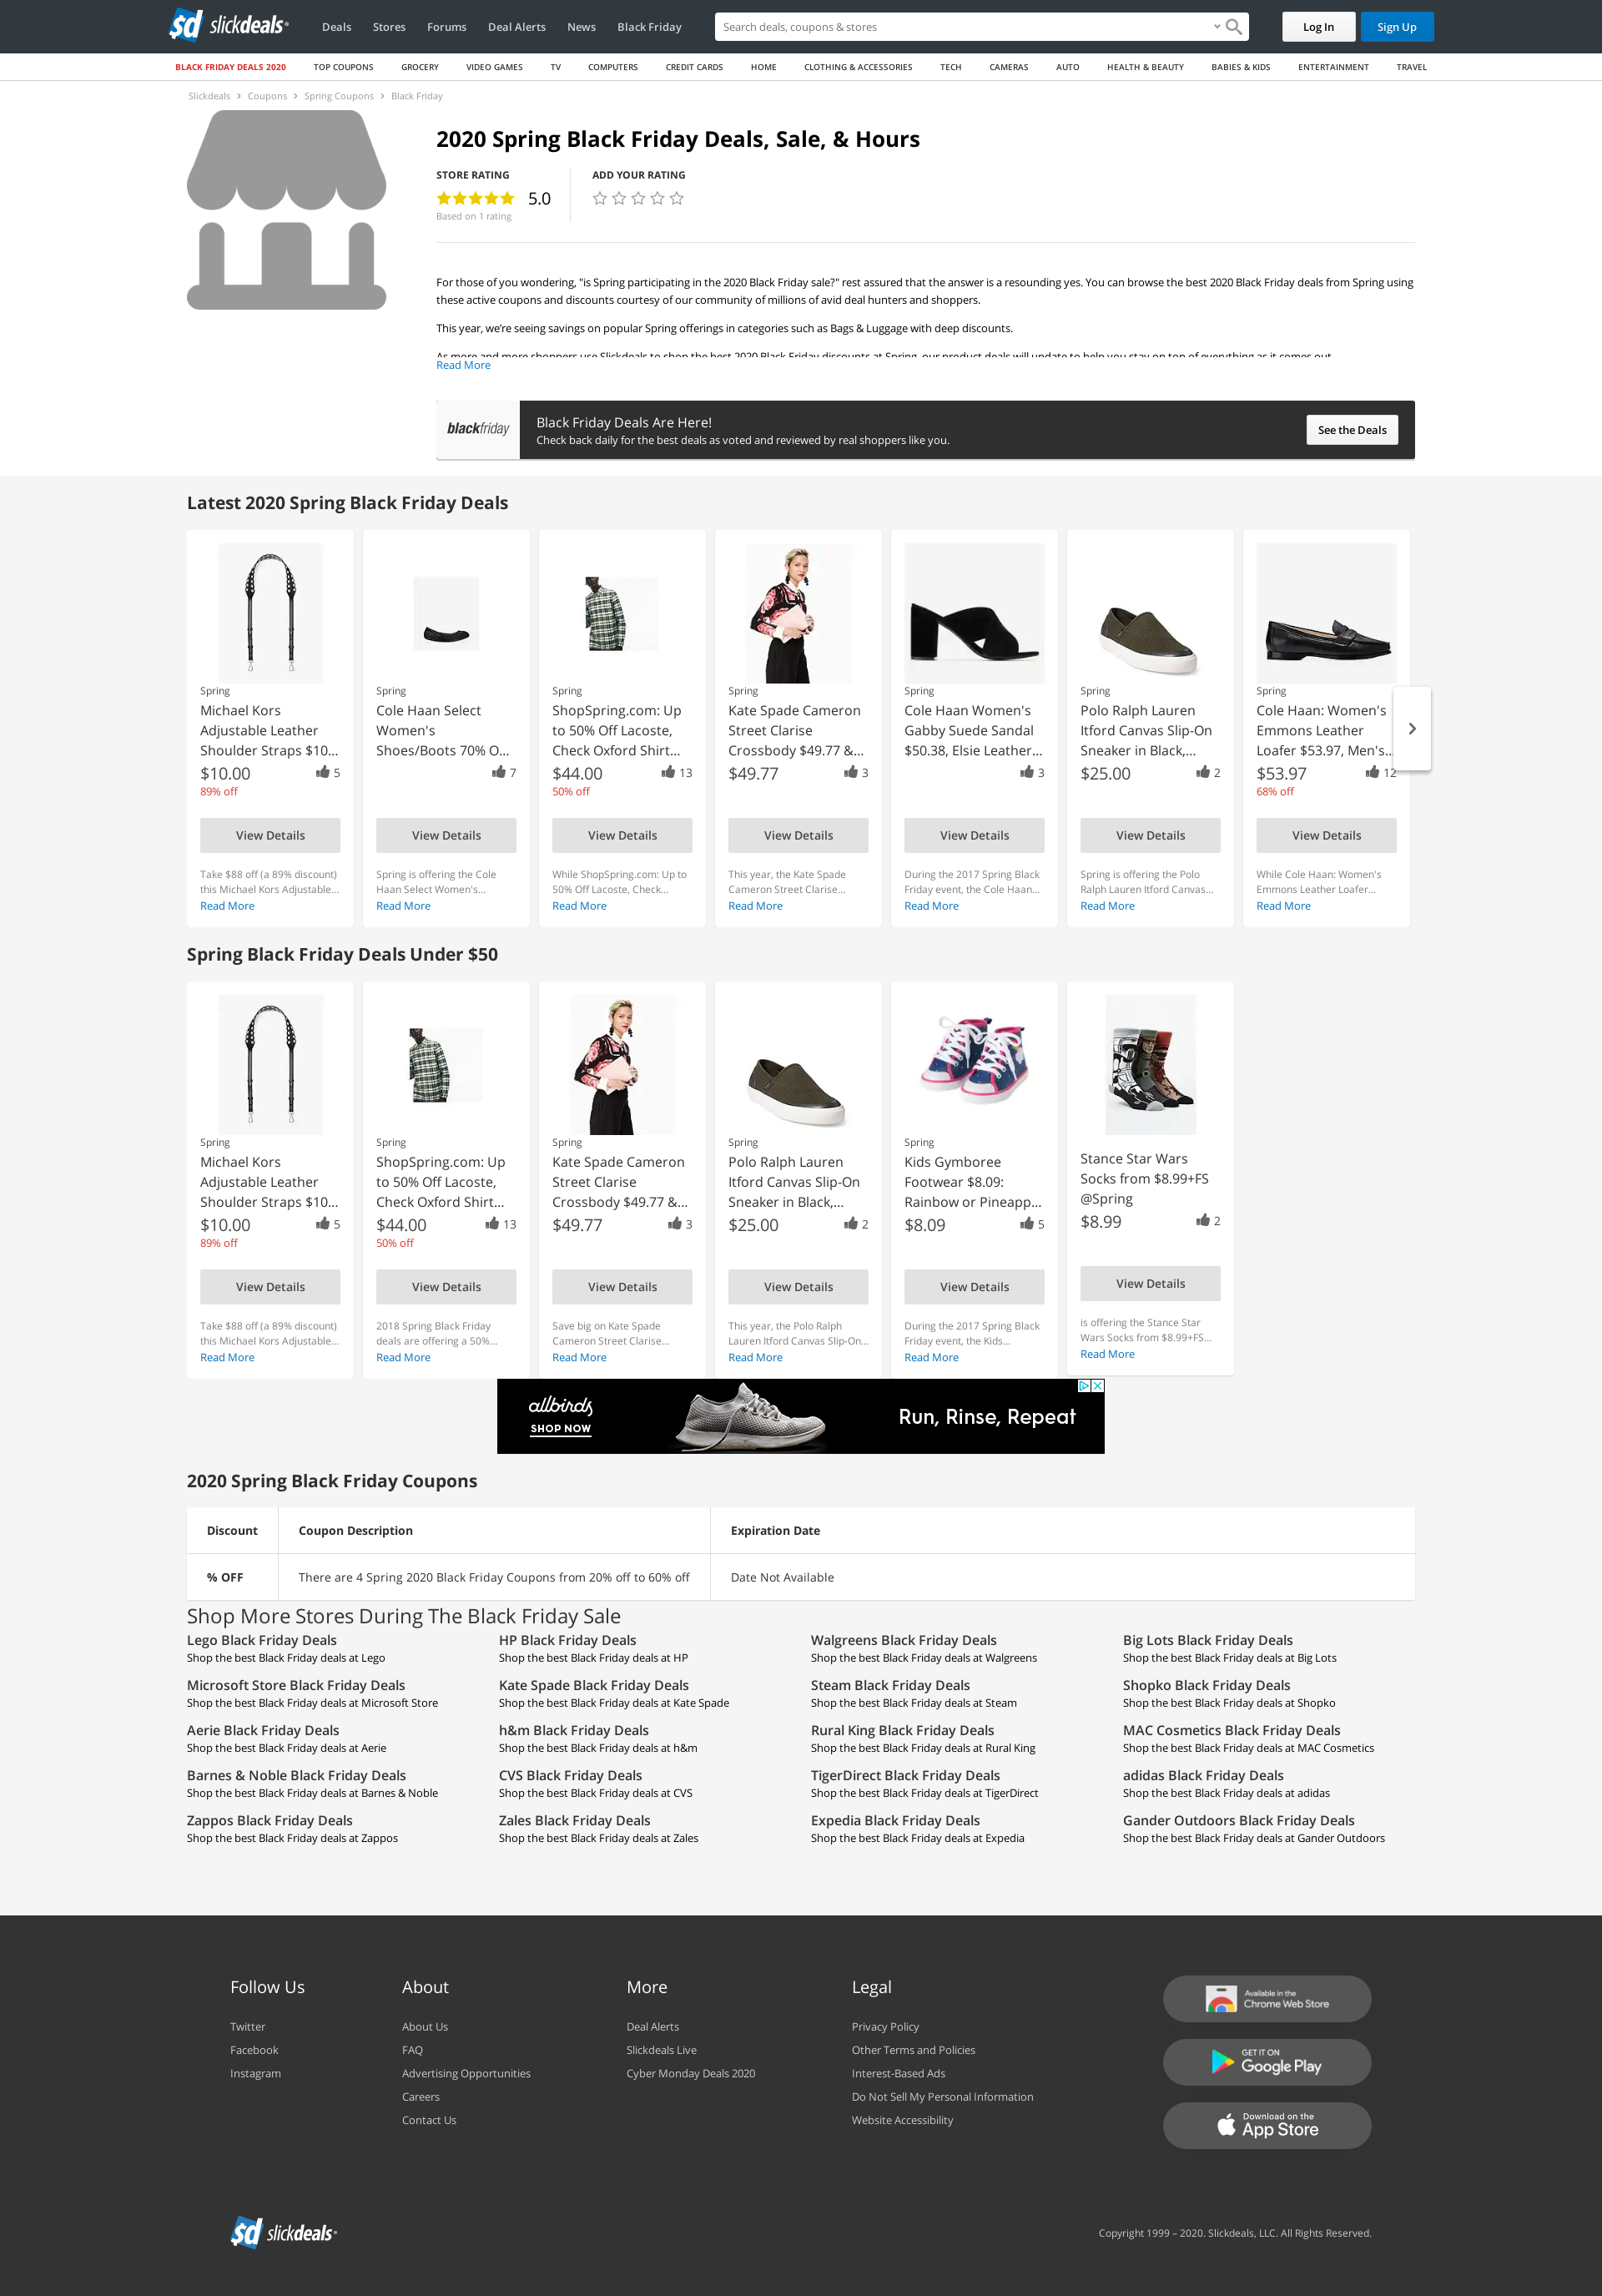 slickdeals
Deals Stores Forums Deal Alerts News Black Friday
Search deals, coupons & stores
Log In
Sign Up
BLACK FRIDAY DEALS 2020 TOP COUPONS GROCERY VIDEO GAMES TV COMPUTERS CREDIT CARDS HOME CLOTHING & ACCESSORIES TECH CAMERAS AUTO HEALTH & BEAUTY BABIES & KIDS ENTERTAINMENT TRAVEL
Slickdeals > Coupons > Spring Coupons > Black Friday
2020 Spring Black Friday Deals, Sale, & Hours
STORE RATING
5.0
Based on 1 rating
ADD YOUR RATING
For those of you wondering, "is Spring participating in the 2020 Black Friday sale?" rest assured that the answer is a resounding yes. You can browse the best 2020 Black Friday deals from Spring using
these active coupons and discounts courtesy of our community of millions of avid deal hunters and shoppers.
This year, we're seeing savings on popular Spring offerings in categories such as Bags & Luggage with deep discounts.
As more and more shoppers use Slickdeals to shop the best 2020 Black Friday discounts at Spring, our product deals will update to help you stay on top of everything as it comes out.
Read More
blackfriday
Black Friday Deals Are Here!
Check back daily for the best deals as voted and reviewed by real shoppers like you.
See the Deals
Latest 2020 Spring Black Friday Deals
Spring
Michael Kors
Adjustable Leather
Shoulder Straps $10...
$10.00 5
89% off
View Details
Take $88 off (a 89% discount)
this Michael Kors Adjustable...
Read More
Spring
Cole Haan Select
Women's
Shoes/Boots 70% O...
7
View Details
Spring is offering the Cole
Haan Select Women's...
Read More
Spring
ShopSpring.com: Up
to 50% Off Lacoste,
Check Oxford Shirt...
$44.00 13
50% off
View Details
While ShopSpring.com: Up to
50% Off Lacoste, Check...
Read More
Spring
Kate Spade Cameron
Street Clarise
Crossbody $49.77 &...
$49.77 3
View Details
This year, the Kate Spade
Cameron Street Clarise...
Read More
Spring
Cole Haan Women's
Gabby Suede Sandal
$50.38, Elsie Leather...
3
View Details
During the 2017 Spring Black
Friday event, the Cole Haan...
Read More
Spring
Polo Ralph Lauren
Itford Canvas Slip-On
Sneaker in Black,...
$25.00 2
View Details
Spring is offering the Polo
Ralph Lauren Itford Canvas...
Read More
Spring
Cole Haan: Women's
Emmons Leather
Loafer $53.97, Men's...
$53.97 12
68% off
View Details
While Cole Haan: Women's
Emmons Leather Loafer...
Read More
Spring Black Friday Deals Under $50
Spring
Michael Kors
Adjustable Leather
Shoulder Straps $10...
$10.00 5
89% off
View Details
Take $88 off (a 89% discount)
this Michael Kors Adjustable...
Read More
Spring
ShopSpring.com: Up
to 50% Off Lacoste,
Check Oxford Shirt...
$44.00 13
50% off
View Details
2018 Spring Black Friday
deals are offering a 50%...
Read More
Spring
Kate Spade Cameron
Street Clarise
Crossbody $49.77 &...
$49.77 3
View Details
Save big on Kate Spade
Cameron Street Clarise...
Read More
Spring
Polo Ralph Lauren
Itford Canvas Slip-On
Sneaker in Black,...
$25.00 2
View Details
This year, the Polo Ralph
Lauren Itford Canvas Slip-On...
Read More
Spring
Kids Gymboree
Footwear $8.09:
Rainbow or Pineapp...
$8.09 5
View Details
During the 2017 Spring Black
Friday event, the Kids...
Read More
Stance Star Wars
Socks from $8.99+FS
@Spring
$8.99 2
View Details
is offering the Stance Star
Wars Socks from $8.99+FS...
Read More
allbirds
SHOP NOW
Run, Rinse, Repeat
2020 Spring Black Friday Coupons
Discount Coupon Description Expiration Date
% OFF There are 4 Spring 2020 Black Friday Coupons from 20% off to 60% off Date Not Available
Shop More Stores During The Black Friday Sale
Lego Black Friday Deals HP Black Friday Deals Walgreens Black Friday Deals Big Lots Black Friday Deals
Shop the best Black Friday deals at Lego Shop the best Black Friday deals at HP Shop the best Black Friday deals at Walgreens Shop the best Black Friday deals at Big Lots
Microsoft Store Black Friday Deals Kate Spade Black Friday Deals Steam Black Friday Deals Shopko Black Friday Deals
Shop the best Black Friday deals at Microsoft Store Shop the best Black Friday deals at Kate Spade Shop the best Black Friday deals at Steam Shop the best Black Friday deals at Shopko
Aerie Black Friday Deals h&m Black Friday Deals Rural King Black Friday Deals MAC Cosmetics Black Friday Deals
Shop the best Black Friday deals at Aerie Shop the best Black Friday deals at h&m Shop the best Black Friday deals at Rural King Shop the best Black Friday deals at MAC Cosmetics
Barnes & Noble Black Friday Deals CVS Black Friday Deals TigerDirect Black Friday Deals adidas Black Friday Deals
Shop the best Black Friday deals at Barnes & Noble Shop the best Black Friday deals at CVS Shop the best Black Friday deals at TigerDirect Shop the best Black Friday deals at adidas
Zappos Black Friday Deals Zales Black Friday Deals Expedia Black Friday Deals Gander Outdoors Black Friday Deals
Shop the best Black Friday deals at Zappos Shop the best Black Friday deals at Zales Shop the best Black Friday deals at Expedia Shop the best Black Friday deals at Gander Outdoors
Follow Us
Twitter
Facebook
Instagram
About
About Us
FAQ
Advertising Opportunities
Careers
Contact Us
More
Deal Alerts
Slickdeals Live
Cyber Monday Deals 2020
Legal
Privacy Policy
Other Terms and Policies
Interest-Based Ads
Do Not Sell My Personal Information
Website Accessibility
Available in the
Chrome Web Store
GET IT ON
Google Play
Download on the
App Store
slickdeals
Copyright 1999 – 2020. Slickdeals, LLC. All Rights Reserved.